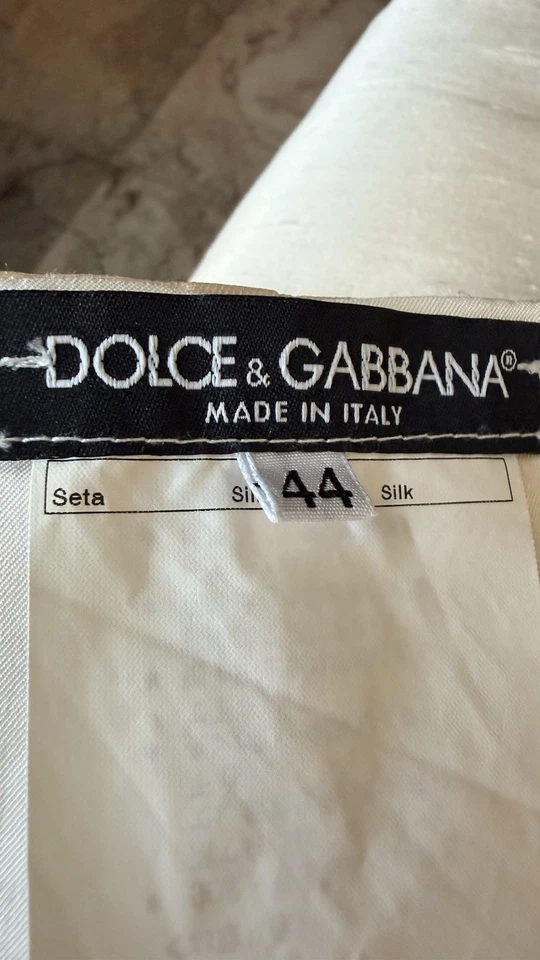 DOLCE & GABBANA®
MADE IN ITALY
44
Seta Silk